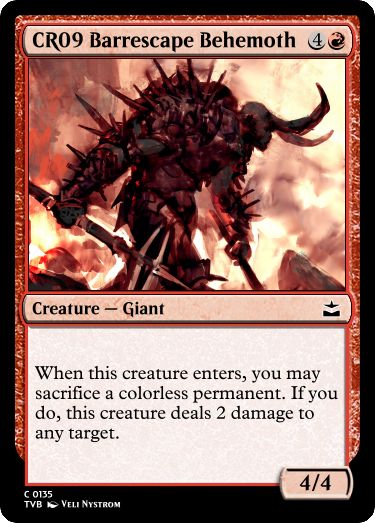 CR09 Barrescape Behemoth 4
Creature — Giant
When this creature enters, you may
sacrifice a colorless permanent. If you
do, this creature deals 2 damage to
any target.
4/4
C 0135
TVB Veli Nystrom